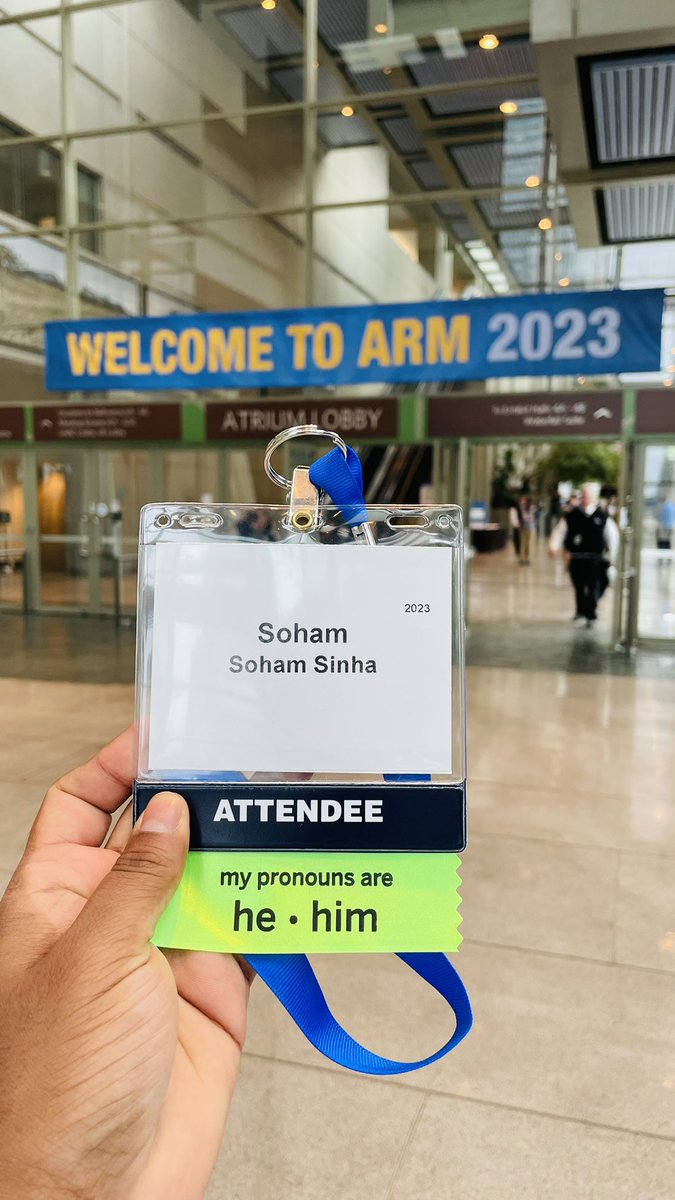 WELCOME TO ARM 2023
ATRIUM LOBBY
2023
Soham
Soham Sinha
ATTENDEE
my pronouns are
he • him